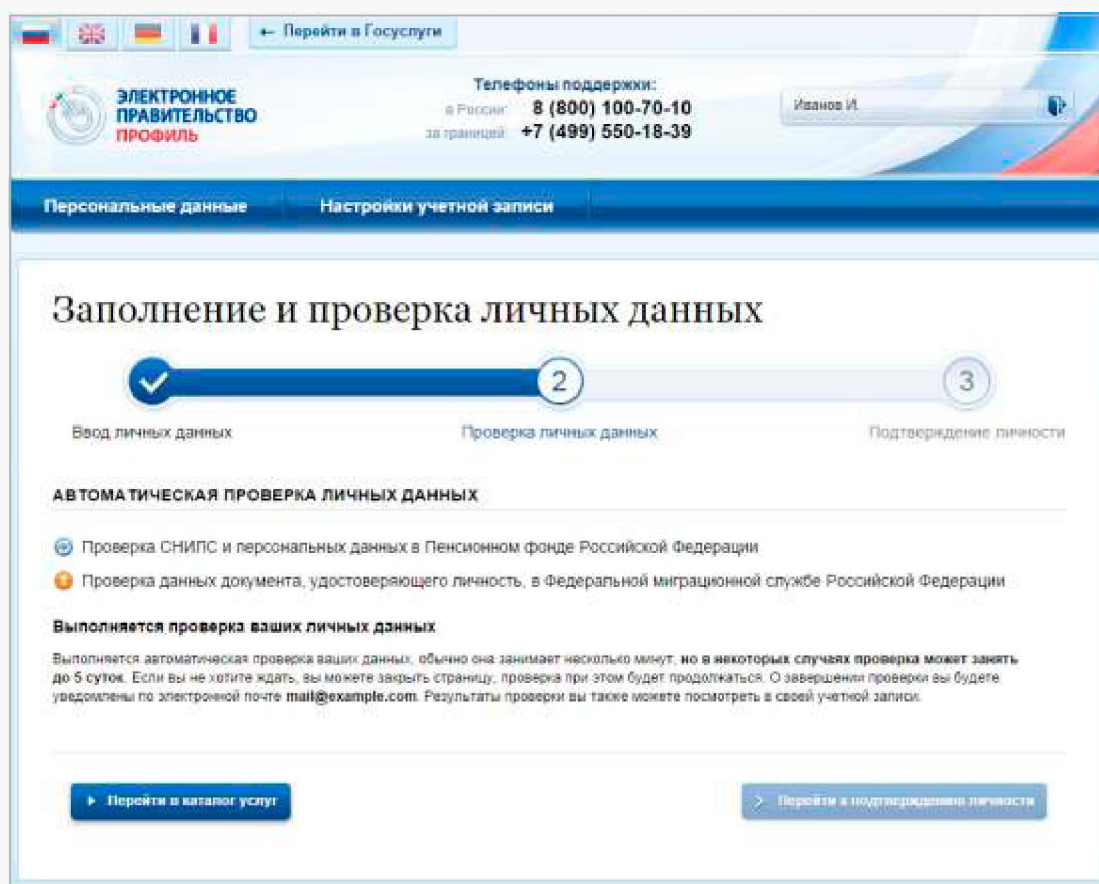 ← Перейти в Госуслуги
ЭЛЕКТРОННОЕ
ПРАВИТЕЛЬСТВО
ПРОФИЛЬ
Телефоны поддержки:
в России: 8 (800) 100-70-10
за границей: +7 (499) 550-18-39
Иванов И.
Персональные данные Настройки учетной записи
Заполнение и проверка личных данных
2 3
Ввод личных данных Проверка личных данных Подтверждение личности
АВТОМАТИЧЕСКАЯ ПРОВЕРКА ЛИЧНЫХ ДАННЫХ
Проверка СНИЛС и персональных данных в Пенсионном фонде Российской Федерации
Проверка данных документа, удостоверяющего личность, в Федеральной миграционной службе Российской Федерации
Выполняется проверка ваших личных данных
Выполняется автоматическая проверка ваших данных, обычно она занимает несколько минут, но в некоторых случаях проверка может занять
до 5 суток. Если вы не хотите ждать, вы можете закрыть страницу, проверка при этом будет продолжаться. О завершении проверки вы будете
уведомлены по электронной почте mail@example.com. Результаты проверки вы также можете посмотреть в своей учетной записи.
Перейти в каталог услуг
Перейти к подтверждению личности